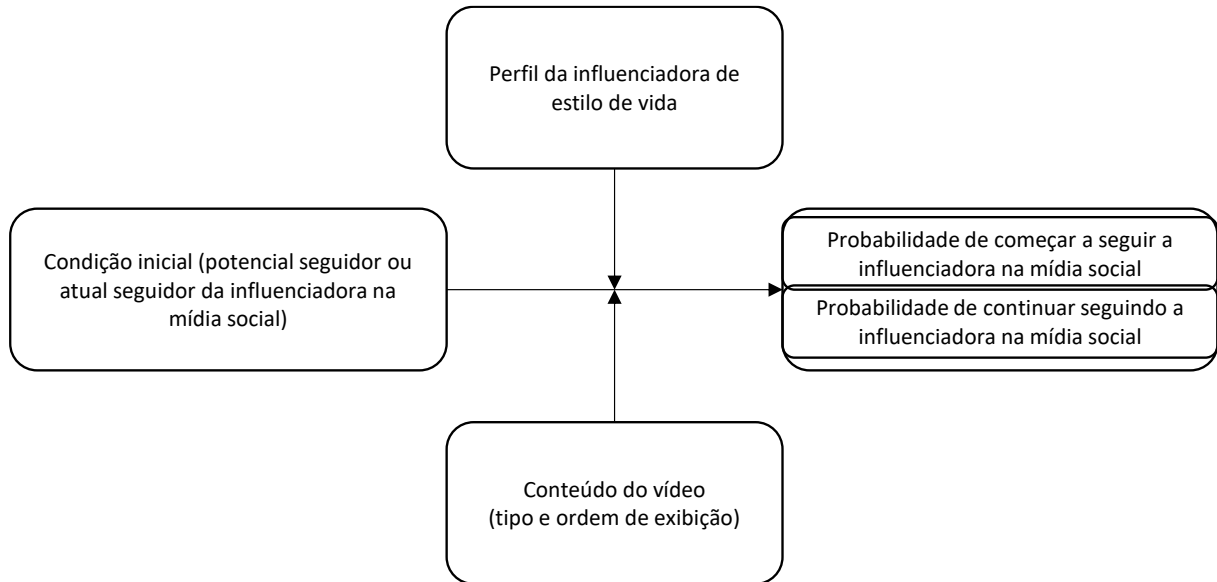 Perfil da influenciadora de
estilo de vida
Condição inicial (potencial seguidor ou
atual seguidor da influenciadora na
mídia social)
Probabilidade de começar a seguir a
influenciadora na mídia social
Probabilidade de continuar seguindo a
influenciadora na mídia social
Conteúdo do vídeo
(tipo e ordem de exibição)